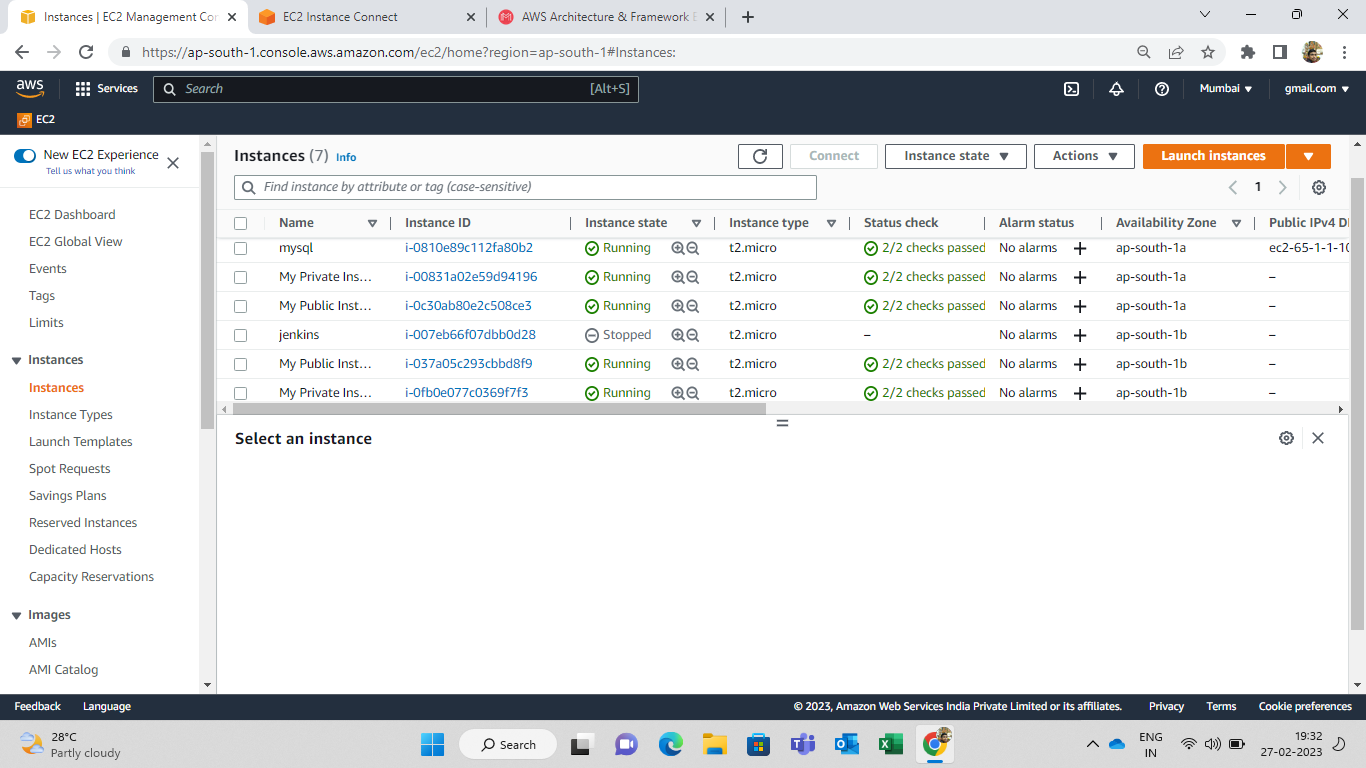 Instances | EC2 Management Con
EC2 Instance Connect
AWS Architecture & Framework E
https://ap-south-1.console.aws.amazon.com/ec2/home?region=ap-south-1#Instances:
aws
Services
Search
[Alt+S]
Mumbai
gmail.com
EC2
New EC2 Experience
Tell us what you think
EC2 Dashboard
EC2 Global View
Events
Tags
Limits
Instances
Instances
Instance Types
Launch Templates
Spot Requests
Savings Plans
Reserved Instances
Dedicated Hosts
Capacity Reservations
Images
AMIs
AMI Catalog
Instances (7) Info
Connect
Instance state
Actions
Launch instances
Find instance by attribute or tag (case-sensitive)
1
Name Instance ID Instance state Instance type Status check Alarm status Availability Zone Public IPv4 D
mysql i-0810e89c112fa80b2 Running t2.micro 2/2 checks passed No alarms + ap-south-1a ec2-65-1-1-10
My Private Ins... i-00831a02e59d94196 Running t2.micro 2/2 checks passed No alarms + ap-south-1a –
My Public Inst... i-0c30ab80e2c508ce3 Running t2.micro 2/2 checks passed No alarms + ap-south-1a –
jenkins i-007eb66f07dbb0d28 Stopped t2.micro – No alarms + ap-south-1b –
My Public Inst... i-037a05c293cbbd8f9 Running t2.micro 2/2 checks passed No alarms + ap-south-1b –
My Private Ins... i-0fb0e077c0369f7f3 Running t2.micro 2/2 checks passed No alarms + ap-south-1b –
Select an instance
Feedback
Language
© 2023, Amazon Web Services India Private Limited or its affiliates.
Privacy
Terms
Cookie preferences
28°C
Partly cloudy
Search
ENG
IN
19:32
27-02-2023